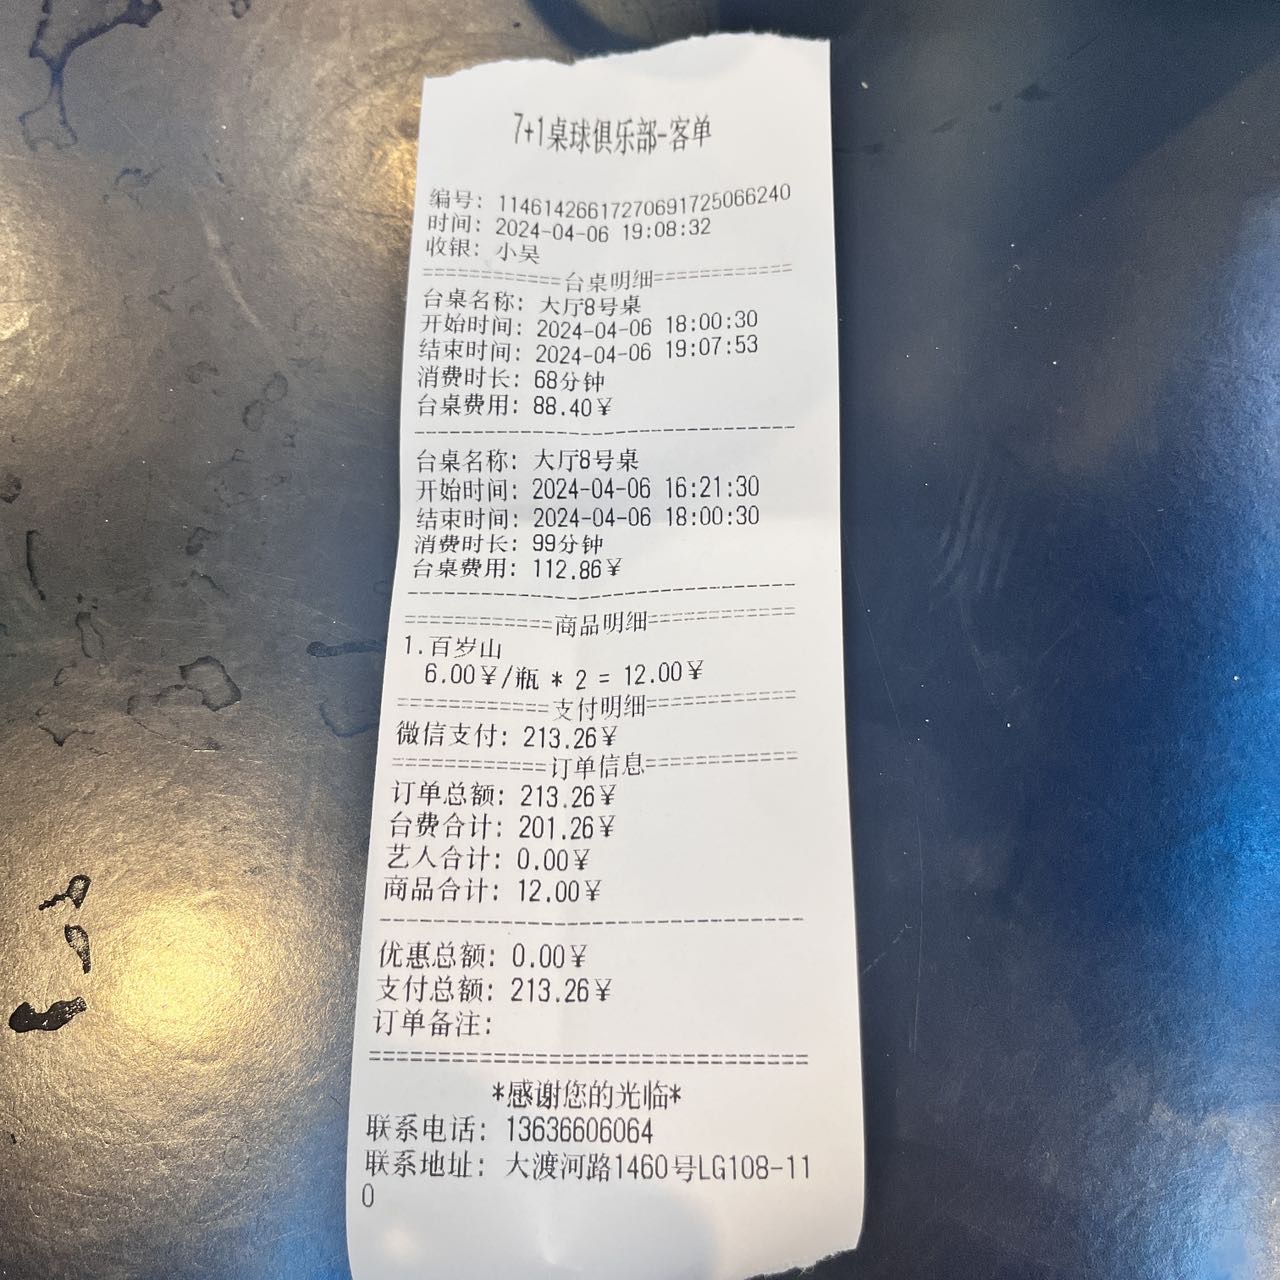 7+1桌球俱乐部-客单
编号: 1146142661727069​1725066240
时间: 2024-04-06 19:08:32
收银: 小吴
============台桌明细============
台桌名称: 大厅8号桌
开始时间: 2024-04-06 18:00:30
结束时间: 2024-04-06 19:07:53
消费时长: 68分钟
台桌费用: 88.40¥
--------------------------------
台桌名称: 大厅8号桌
开始时间: 2024-04-06 16:21:30
结束时间: 2024-04-06 18:00:30
消费时长: 99分钟
台桌费用: 112.86¥
--------------------------------
============商品明细============
1.百岁山
6.00¥/瓶 * 2 = 12.00¥
============支付明细============
微信支付: 213.26¥
============订单信息============
订单总额: 213.26¥
台费合计: 201.26¥
艺人合计: 0.00¥
商品合计: 12.00¥
--------------------------------
优惠总额: 0.00¥
支付总额: 213.26¥
订单备注:
================================
*感谢您的光临*
联系电话: 13636606064
联系地址: 大渡河路1460号LG108-11
0